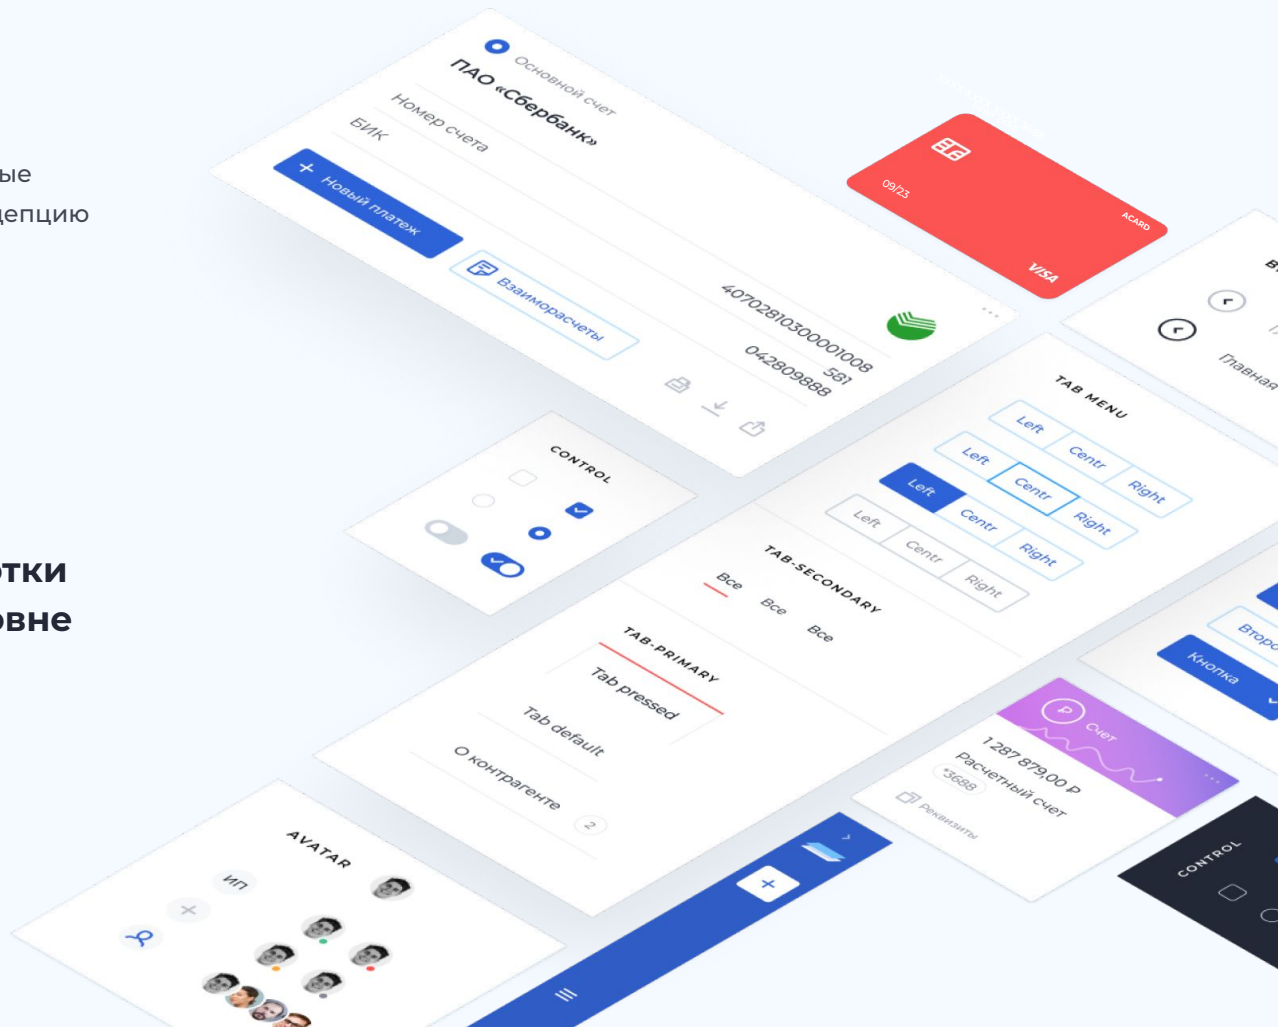 ые
цепцию
отки
овне
Основной счет
ПАО «Сбербанк»
Номер счета
40702810300001008
581
БИК
042809888
Новый платеж
Взаиморасчеты
09/23
ACARD
VISA
Главная
CONTROL
TAB MENU
Left Centr Right
Left Centr Right
Left Centr Right
Left Centr Right
TAB-SECONDARY
Все Все Все
TAB-PRIMARY
Tab pressed
Tab default
О контрагенте 2
Кнопка
Счет
1 287 879,00 ₽
Расчетный счет
*3688
Реквизиты
CONTROL
AVATAR
ИП